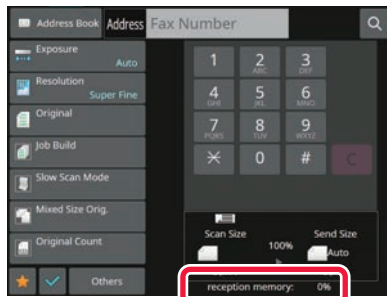 Address Book Address Fax Number
Exposure
Auto
Resolution
Super Fine
Original
Job Build
Slow Scan Mode
Mixed Size Orig.
Original Count
Others
1 2 3
ABC DEF
4 5 6
GHI JKL MNO
7 8 9
PQRS TUV WXYZ
0 #
C
Scan Size Send Size
100% Auto
reception memory: 0%